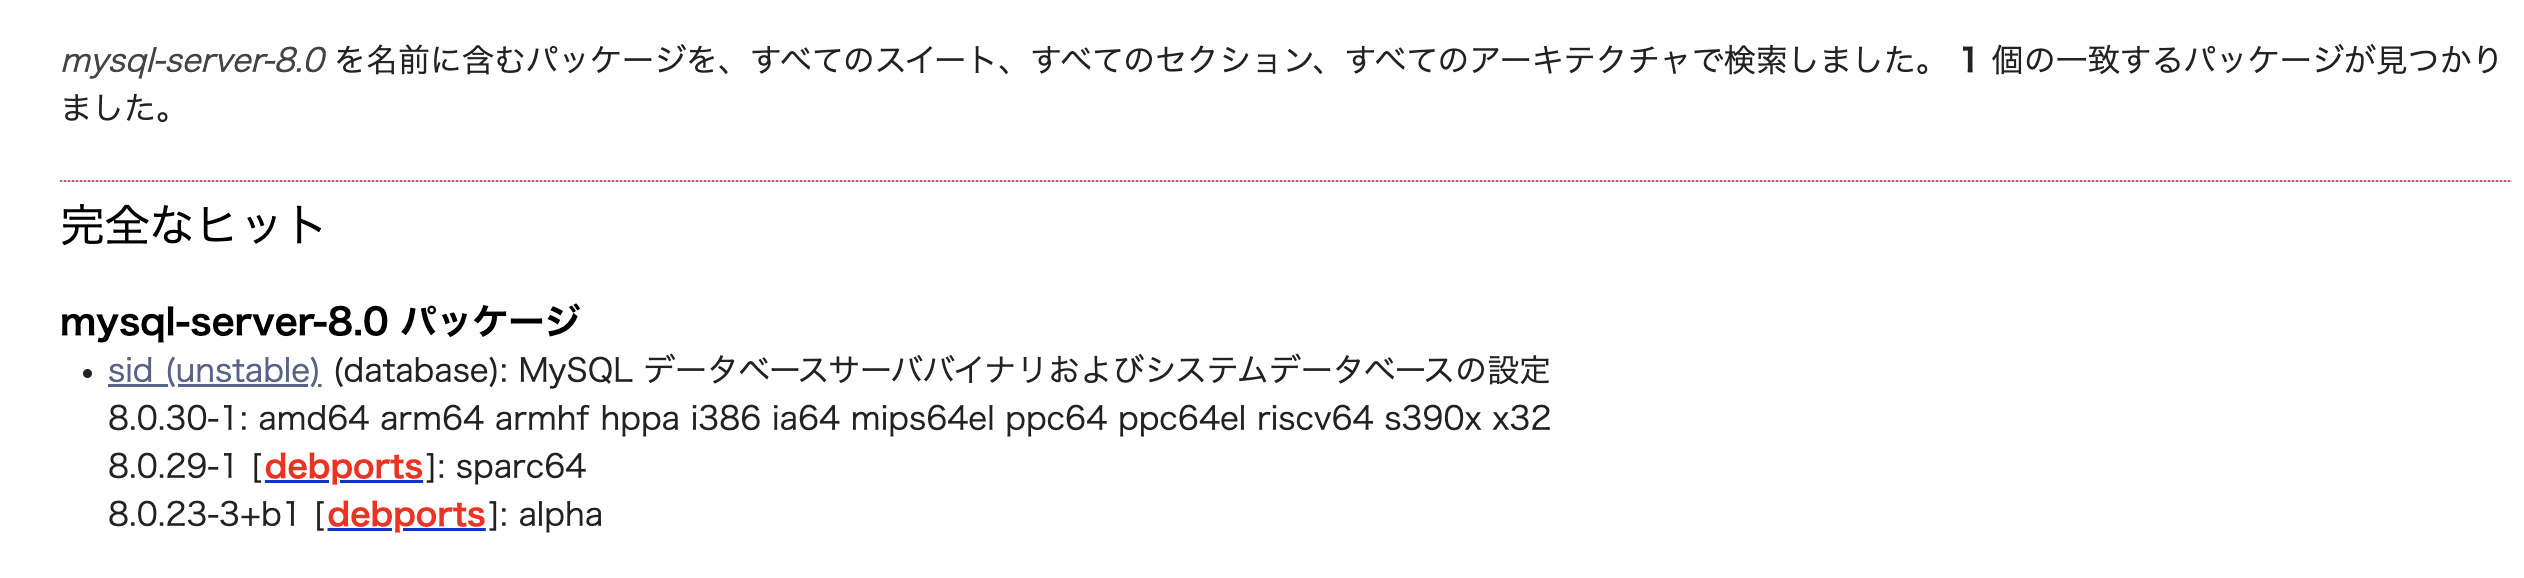 mysql-server-8.0 を名前に含むパッケージを、すべてのスイート、すべてのセクション、すべてのアーキテクチャで検索しました。 1 個の一致するパッケージが見つかり
ました。
完全なヒット
mysql-server-8.0 パッケージ
• sid (unstable) (database): MySQL データベースサーババイナリおよびシステムデータベースの設定
8.0.30-1: amd64 arm64 armhf hppa i386 ia64 mips64el ppc64 ppc64el riscv64 s390x x32
8.0.29-1 [debports]: sparc64
8.0.23-3+b1 [debports]: alpha